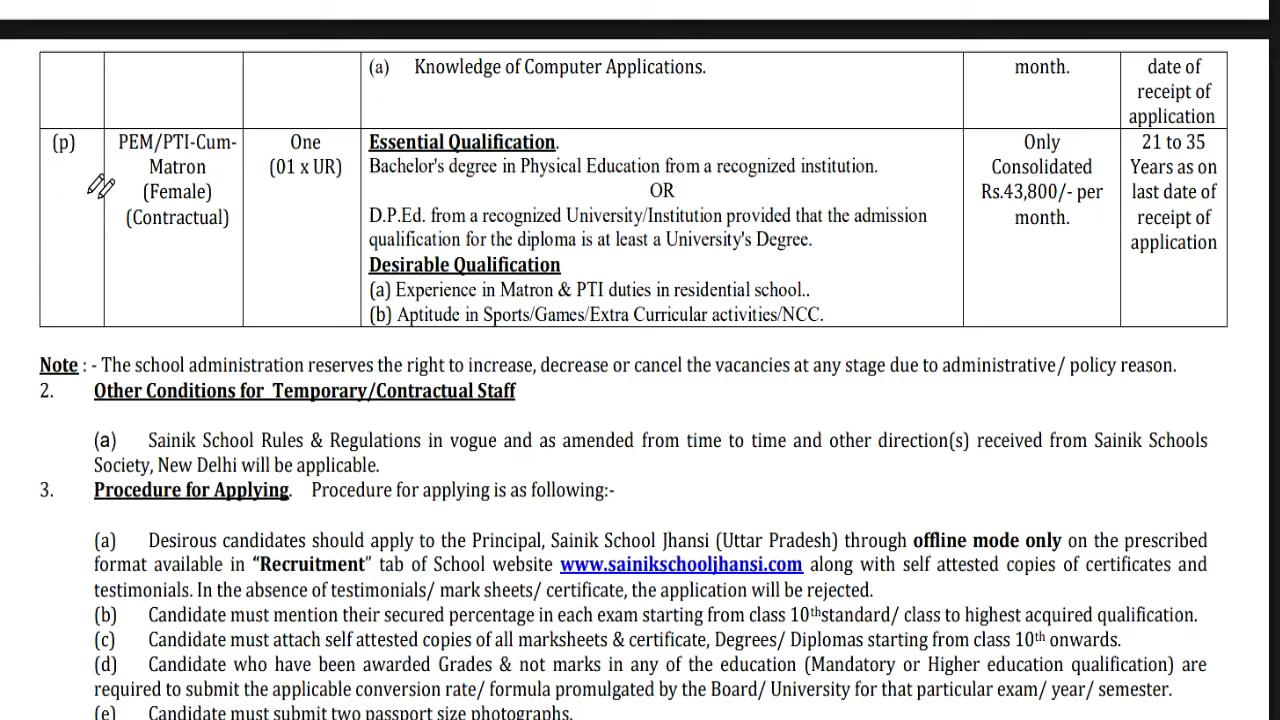 (a) Knowledge of Computer Applications.
month.
date of
receipt of
application
(p)
PEM/PTI-Cum-
Matron
(Female)
(Contractual)
One
(01 x UR)
Essential Qualification.
Bachelor's degree in Physical Education from a recognized institution.
OR
D.P.Ed. from a recognized University/Institution provided that the admission
qualification for the diploma is at least a University's Degree.
Desirable Qualification
(a) Experience in Matron & PTI duties in residential school..
(b) Aptitude in Sports/Games/Extra Curricular activities/NCC.
Only
Consolidated
Rs.43,800/- per
month.
21 to 35
Years as on
last date of
receipt of
application
Note : - The school administration reserves the right to increase, decrease or cancel the vacancies at any stage due to administrative/ policy reason.
2. Other Conditions for Temporary/Contractual Staff
(a) Sainik School Rules & Regulations in vogue and as amended from time to time and other direction(s) received from Sainik Schools
Society, New Delhi will be applicable.
3. Procedure for Applying. Procedure for applying is as following:-
(a) Desirous candidates should apply to the Principal, Sainik School Jhansi (Uttar Pradesh) through offline mode only on the prescribed
format available in “Recruitment” tab of School website www.sainikschooljhansi.com along with self attested copies of certificates and
testimonials. In the absence of testimonials/ mark sheets/ certificate, the application will be rejected.
(b) Candidate must mention their secured percentage in each exam starting from class 10thstandard/ class to highest acquired qualification.
(c) Candidate must attach self attested copies of all marksheets & certificate, Degrees/ Diplomas starting from class 10th onwards.
(d) Candidate who have been awarded Grades & not marks in any of the education (Mandatory or Higher education qualification) are
required to submit the applicable conversion rate/ formula promulgated by the Board/ University for that particular exam/ year/ semester.
(e) Candidate must submit two passport size photographs.